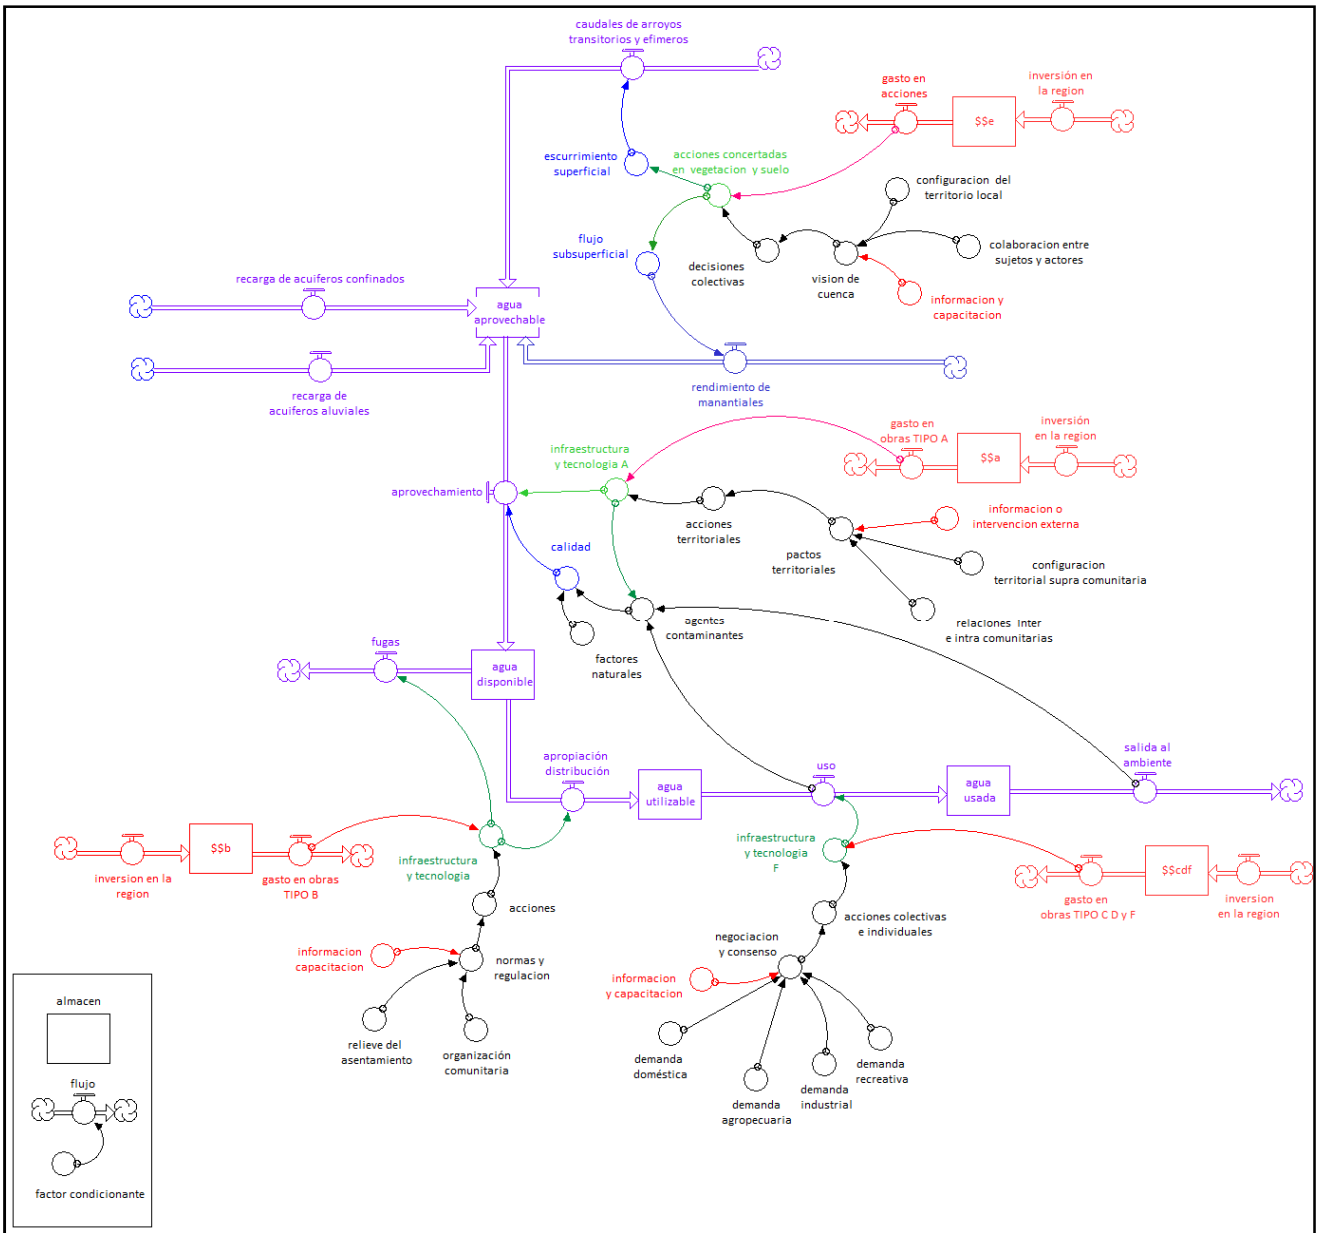 caudales de arroyos
transitorios y efimeros
gasto en
acciones
inversión en
la region
$$e
escurrimiento
superficial
acciones concertadas
en vegetacion y suelo
configuracion del
territorio local
flujo
subsuperficial
decisiones
colectivas
vision de
cuenca
colaboracion entre
sujetos y actores
informacion y
capacitacion
recarga de acuiferos confinados
agua
aprovechable
recarga de
acuiferos aluviales
rendimiento de
manantiales
infraestructura
y tecnologia A
gasto en
obras TIPO A
inversión
en la region
$$a
aprovechamiento
acciones
territoriales
informacion o
intervencion externa
calidad
pactos
territoriales
configuracion
territorial supra comunitaria
agentes
contaminantes
relaciones inter
e intra comunitarias
factores
naturales
fugas
agua
disponible
apropiación
distribución
agua
utilizable
uso
agua
usada
salida al
ambiente
$$b
inversion en la
region
gasto en obras
TIPO B
infraestructura
y tecnologia
infraestructura
y tecnologia
F
$$cdf
gasto en
obras TIPO C D y F
inversion
en la region
acciones
acciones colectivas
e individuales
informacion
capacitacion
normas y
regulacion
negociacion
y consenso
informacion
y capacitacion
relieve del
asentamiento
organización
comunitaria
demanda
doméstica
demanda
agropecuaria
demanda
industrial
demanda
recreativa
almacen
flujo
factor condicionante